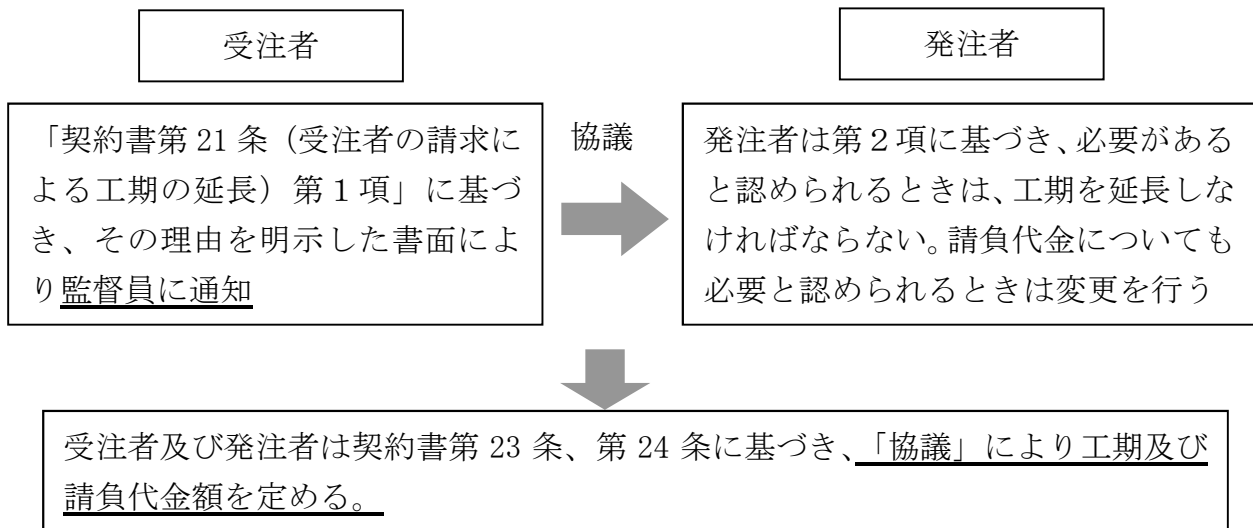 受注者
発注者
「契約書第 21 条（受注者の請求に
よる工期の延長）第１項」に基づ
き、その理由を明示した書面によ
り監督員に通知
協議
発注者は第２項に基づき、必要がある
と認められるときは、工期を延長しな
ければならない。請負代金についても
必要と認められるときは変更を行う
受注者及び発注者は契約書第 23 条、第 24 条に基づき、「協議」により工期及び
請負代金額を定める。